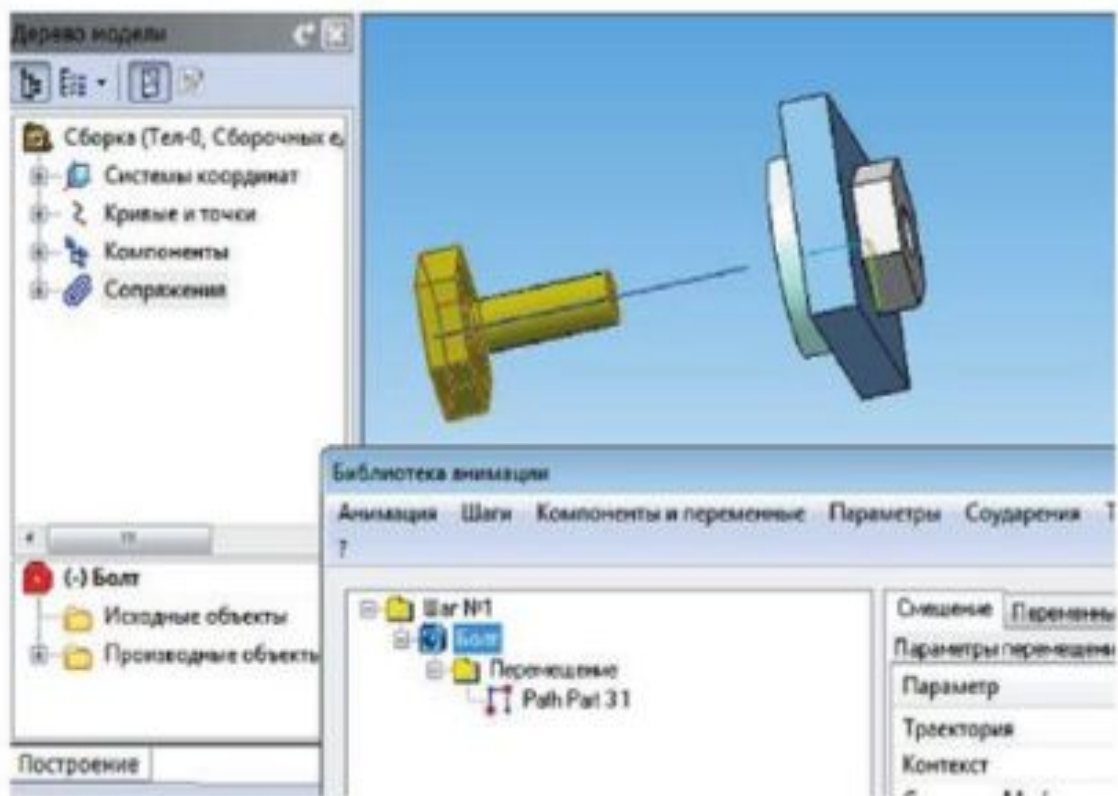 Дерево модели
Сборка (Тел-0, Сборочных е
Системы координат
Кривые и точки
Компоненты
Сопряжения
(-) Болт
Исходные объекты
Производные объекты
Построение
Библиотека анимации
Анимация Шаги Компоненты и переменные Параметры Соударения Т
?
Шаг №1
Болт
Перемещение
Path Part 31
Смешение Переменны
Параметры перемещени
Параметр
Траектория
Контекст